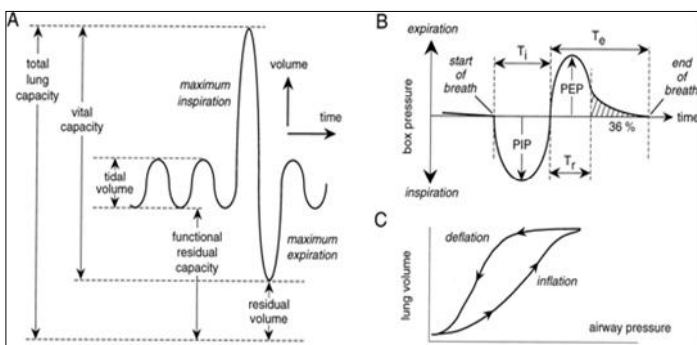 A
total
lung
capacity
vital
capacity
tidal
volume
maximum
inspiration
volume
time
functional
residual
capacity
maximum
expiration
residual
volume
B
expiration
box pressure
inspiration
start
of
breath
Ti
Te
PEP
PIP
Tr
36 %
end
of
breath
time
C
lung volume
deflation
inflation
airway pressure